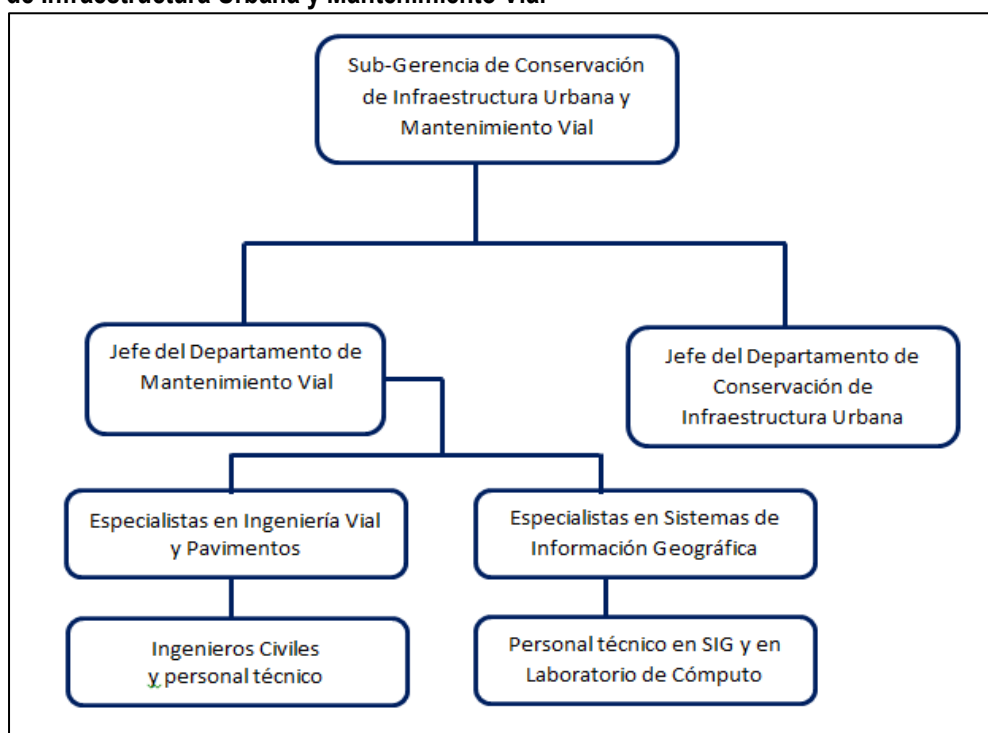 de Infraestructura Urbana y Mantenimiento Vial
Sub-Gerencia de Conservación
de Infraestructura Urbana y
Mantenimiento Vial
Jefe del Departamento de
Mantenimiento Vial
Jefe del Departamento de
Conservación de
Infraestructura Urbana
Especialistas en Ingeniería Vial
y Pavimentos
Especialistas en Sistemas de
Información Geográfica
Ingenieros Civiles
y personal técnico
Personal técnico en SIG y en
Laboratorio de Cómputo